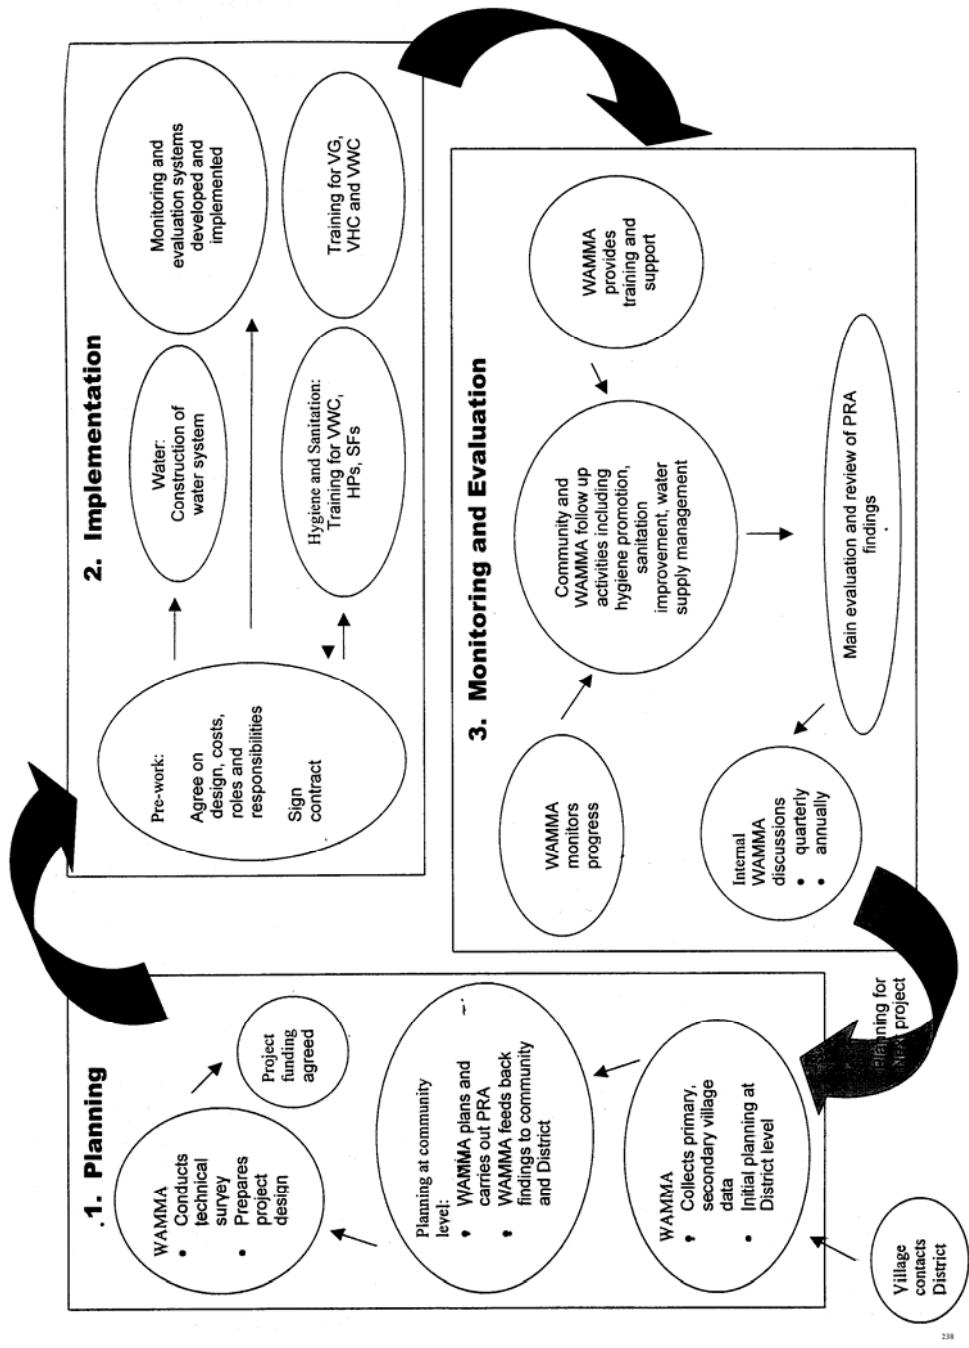 .1. Planning
WAMMA
• Conducts
technical
survey
• Prepares
project
design
Project
funding
agreed
Planning at community
level:
• WAMMA plans and
carries out PRA
• WAMMA feeds back
findings to community
and District
WAMMA
• Collects primary,
secondary village
data
• Initial planning at
District level
Village
contacts
District
2. Implementation
Pre-work:
Agree on
design, costs,
roles and
responsibilities
Sign
contract
Water:
Construction of
water system
Monitoring and
evaluation systems
developed and
implemented
Hygiene and Sanitation:
Training for VWC,
HPs, SFs
Training for VG,
VHC and VWC
3. Monitoring and Evaluation
WAMMA
monitors
progress
Community and
WAMMA follow up
activities including
hygiene promotion,
sanitation
improvement, water
supply management
WAMMA
provides
training and
support
Internal
WAMMA
discussions
• quarterly
• annually
Main evaluation and review of PRA
findings
Planning for
project
238